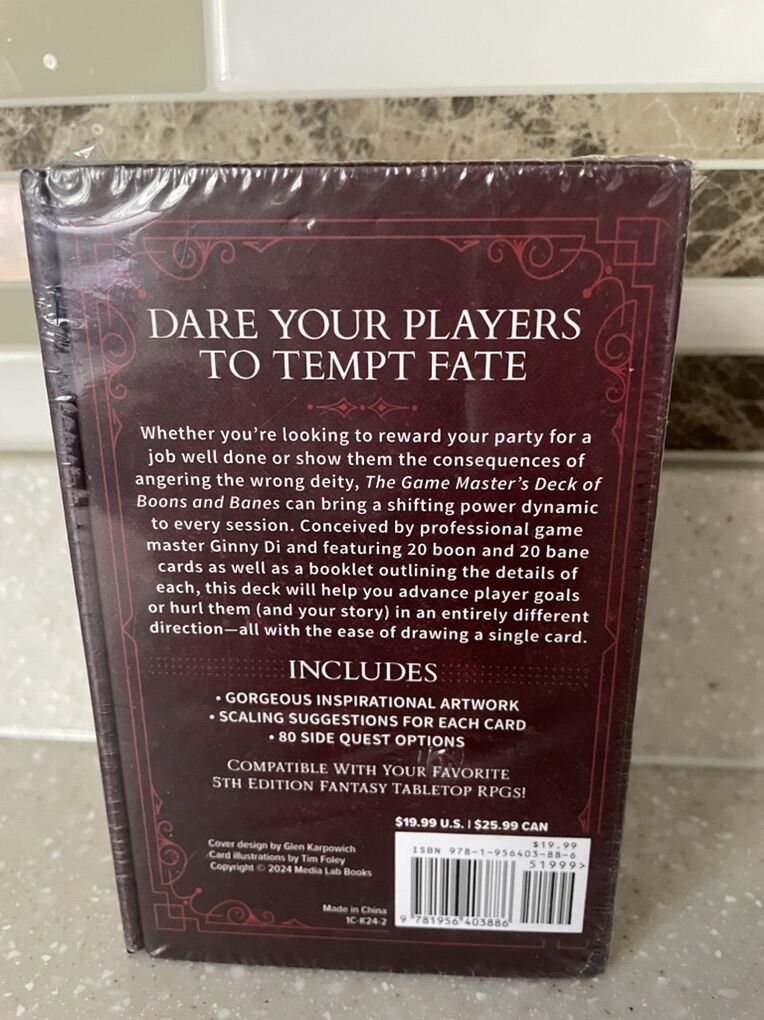 DARE YOUR PLAYERS
TO TEMPT FATE
Whether you're looking to reward your party for a
job well done or show them the consequences of
angering the wrong deity, The Game Master's Deck of
Boons and Banes can bring a shifting power dynamic
to every session. Conceived by professional game
master Ginny Di and featuring 20 boon and 20 bane
cards as well as a booklet outlining the details of
each, this deck will help you advance player goals
or hurl them (and your story) in an entirely different
direction—all with the ease of drawing a single card.
INCLUDES
• GORGEOUS INSPIRATIONAL ARTWORK
• SCALING SUGGESTIONS FOR EACH CARD
• 80 SIDE QUEST OPTIONS
COMPATIBLE WITH YOUR FAVORITE
5TH EDITION FANTASY TABLETOP RPGS!
$19.99 U.S. | $25.99 CAN
Cover design by Glen Karpowich
Card illustrations by Tim Foley
Copyright © 2024 Media Lab Books
Made in China
1C-K24-2
$19.99
ISBN 978-1-956403-88-6
51999>
9 781956 403886